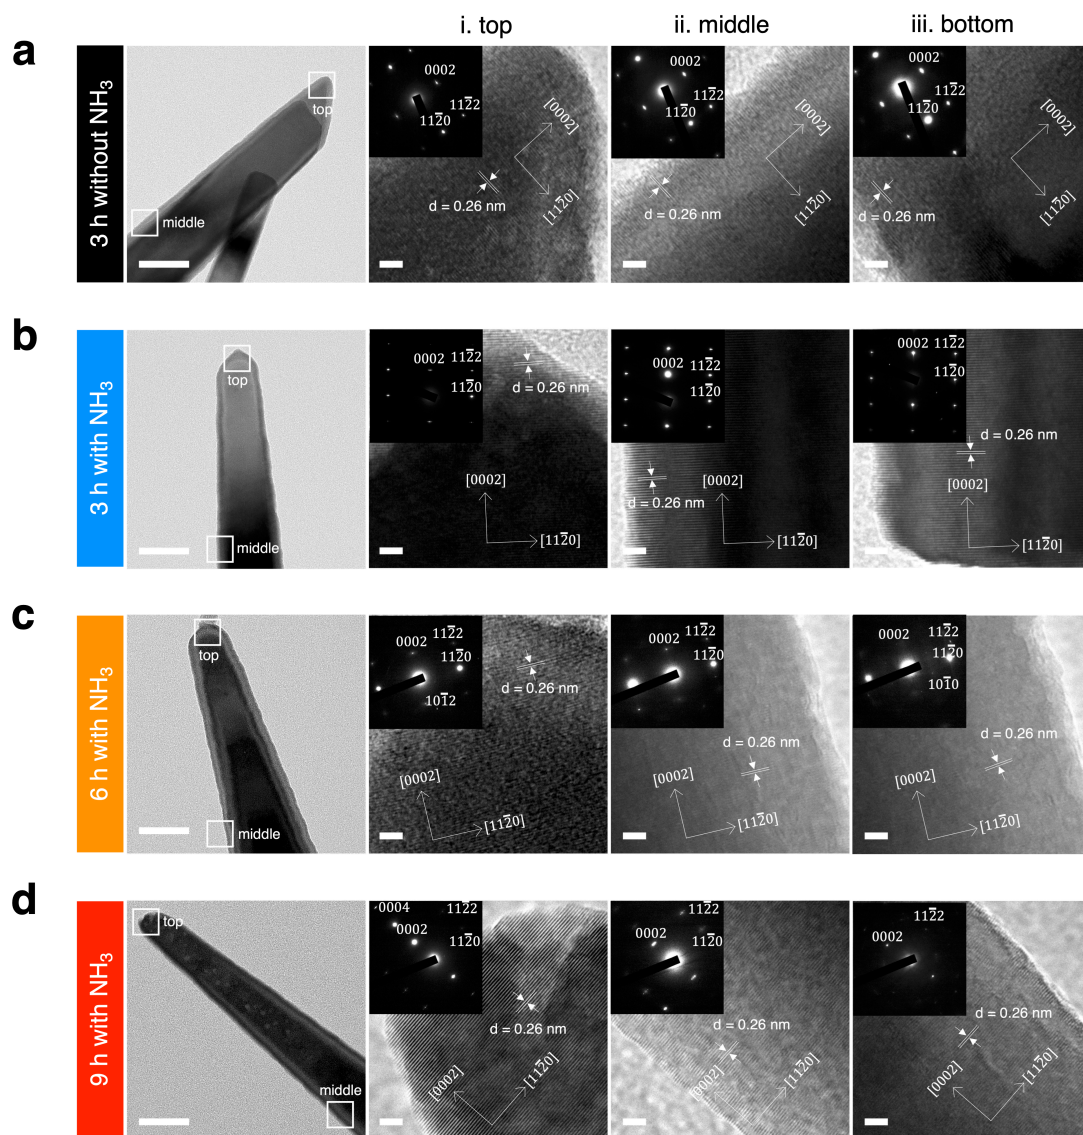 i. top
ii. middle
iii. bottom
a
3 h without NH₃
top
middle
0002
112̄2
112̄0
[0002]
[112̄0]
d = 0.26 nm
0002
112̄2
112̄0
[0002]
[112̄0]
d = 0.26 nm
0002
112̄2
112̄0
[0002]
[112̄0]
d = 0.26 nm
b
3 h with NH₃
top
middle
0002
112̄2
112̄0
d = 0.26 nm
[0002]
[112̄0]
0002
112̄2
112̄0
[0002]
d = 0.26 nm
[112̄0]
0002
112̄2
112̄0
d = 0.26 nm
[0002]
[112̄0]
c
6 h with NH₃
top
middle
0002
112̄2
112̄0
101̄2
d = 0.26 nm
[0002]
[112̄0]
0002
112̄2
112̄0
d = 0.26 nm
[0002]
[112̄0]
0002
112̄2
112̄0
101̄0
d = 0.26 nm
[0002]
[112̄0]
d
9 h with NH₃
top
middle
0004
112̄2
0002
112̄0
d = 0.26 nm
[0002]
[112̄0]
112̄2
0002
112̄0
d = 0.26 nm
[0002]
[112̄0]
112̄2
0002
d = 0.26 nm
[0002]
[112̄0]